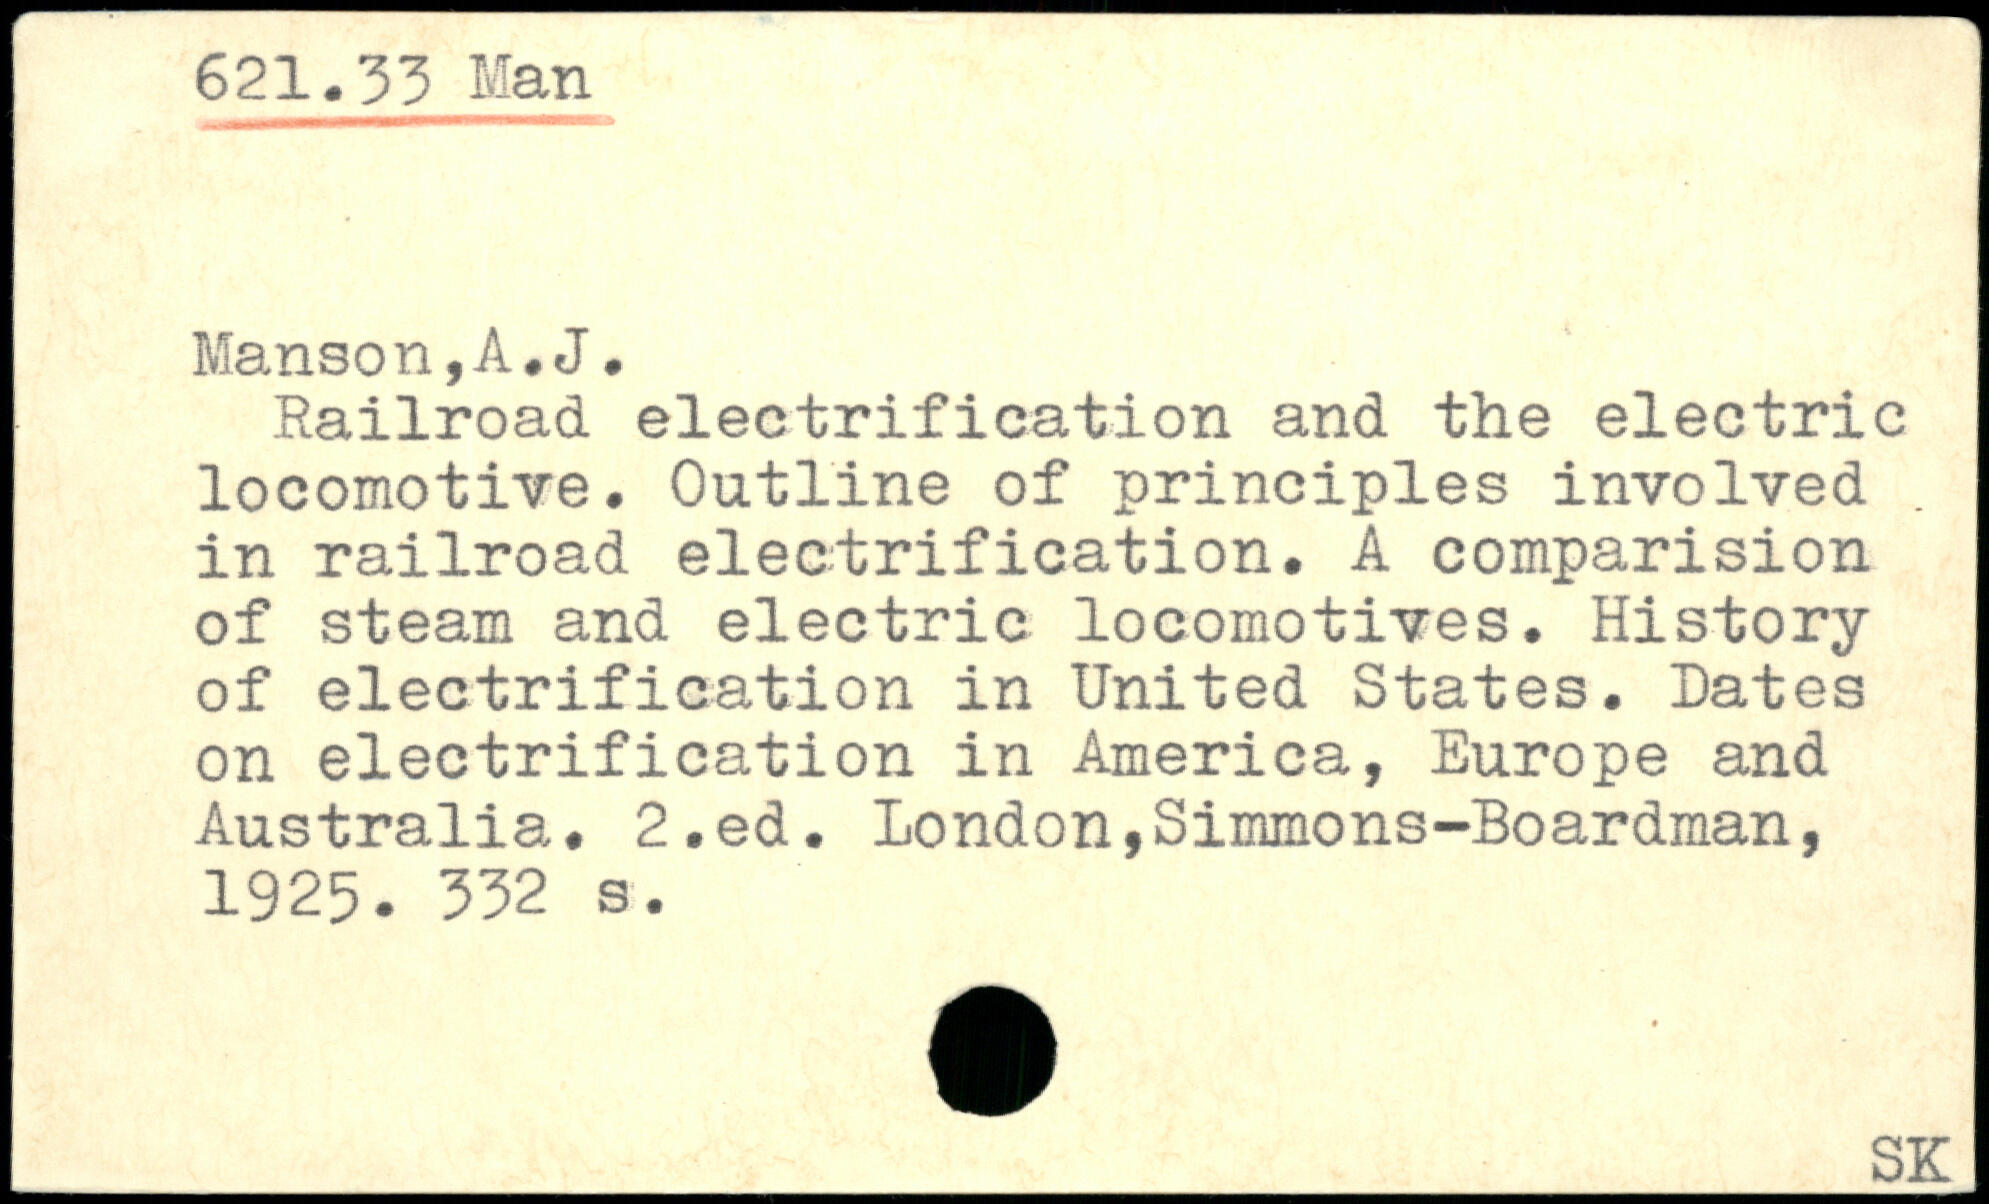 621.33 Man
Manson,A.J.
Railroad electrification and the electric
locomotive. Outline of principles involved
in railroad electrification. A comparision
of steam and electric locomotives. History
of electrification in United States. Dates
on electrification in America, Europe and
Australia. 2.ed. London,Simmons-Boardman,
1925. 332 s.
SK